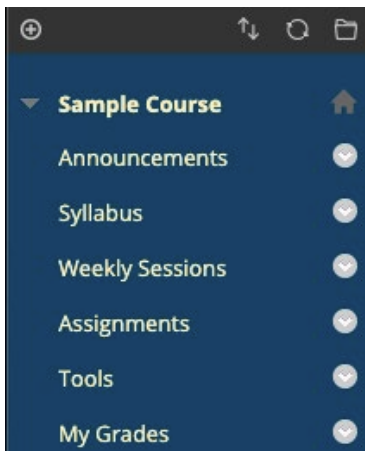 Sample Course
Announcements
Syllabus
Weekly Sessions
Assignments
Tools
My Grades